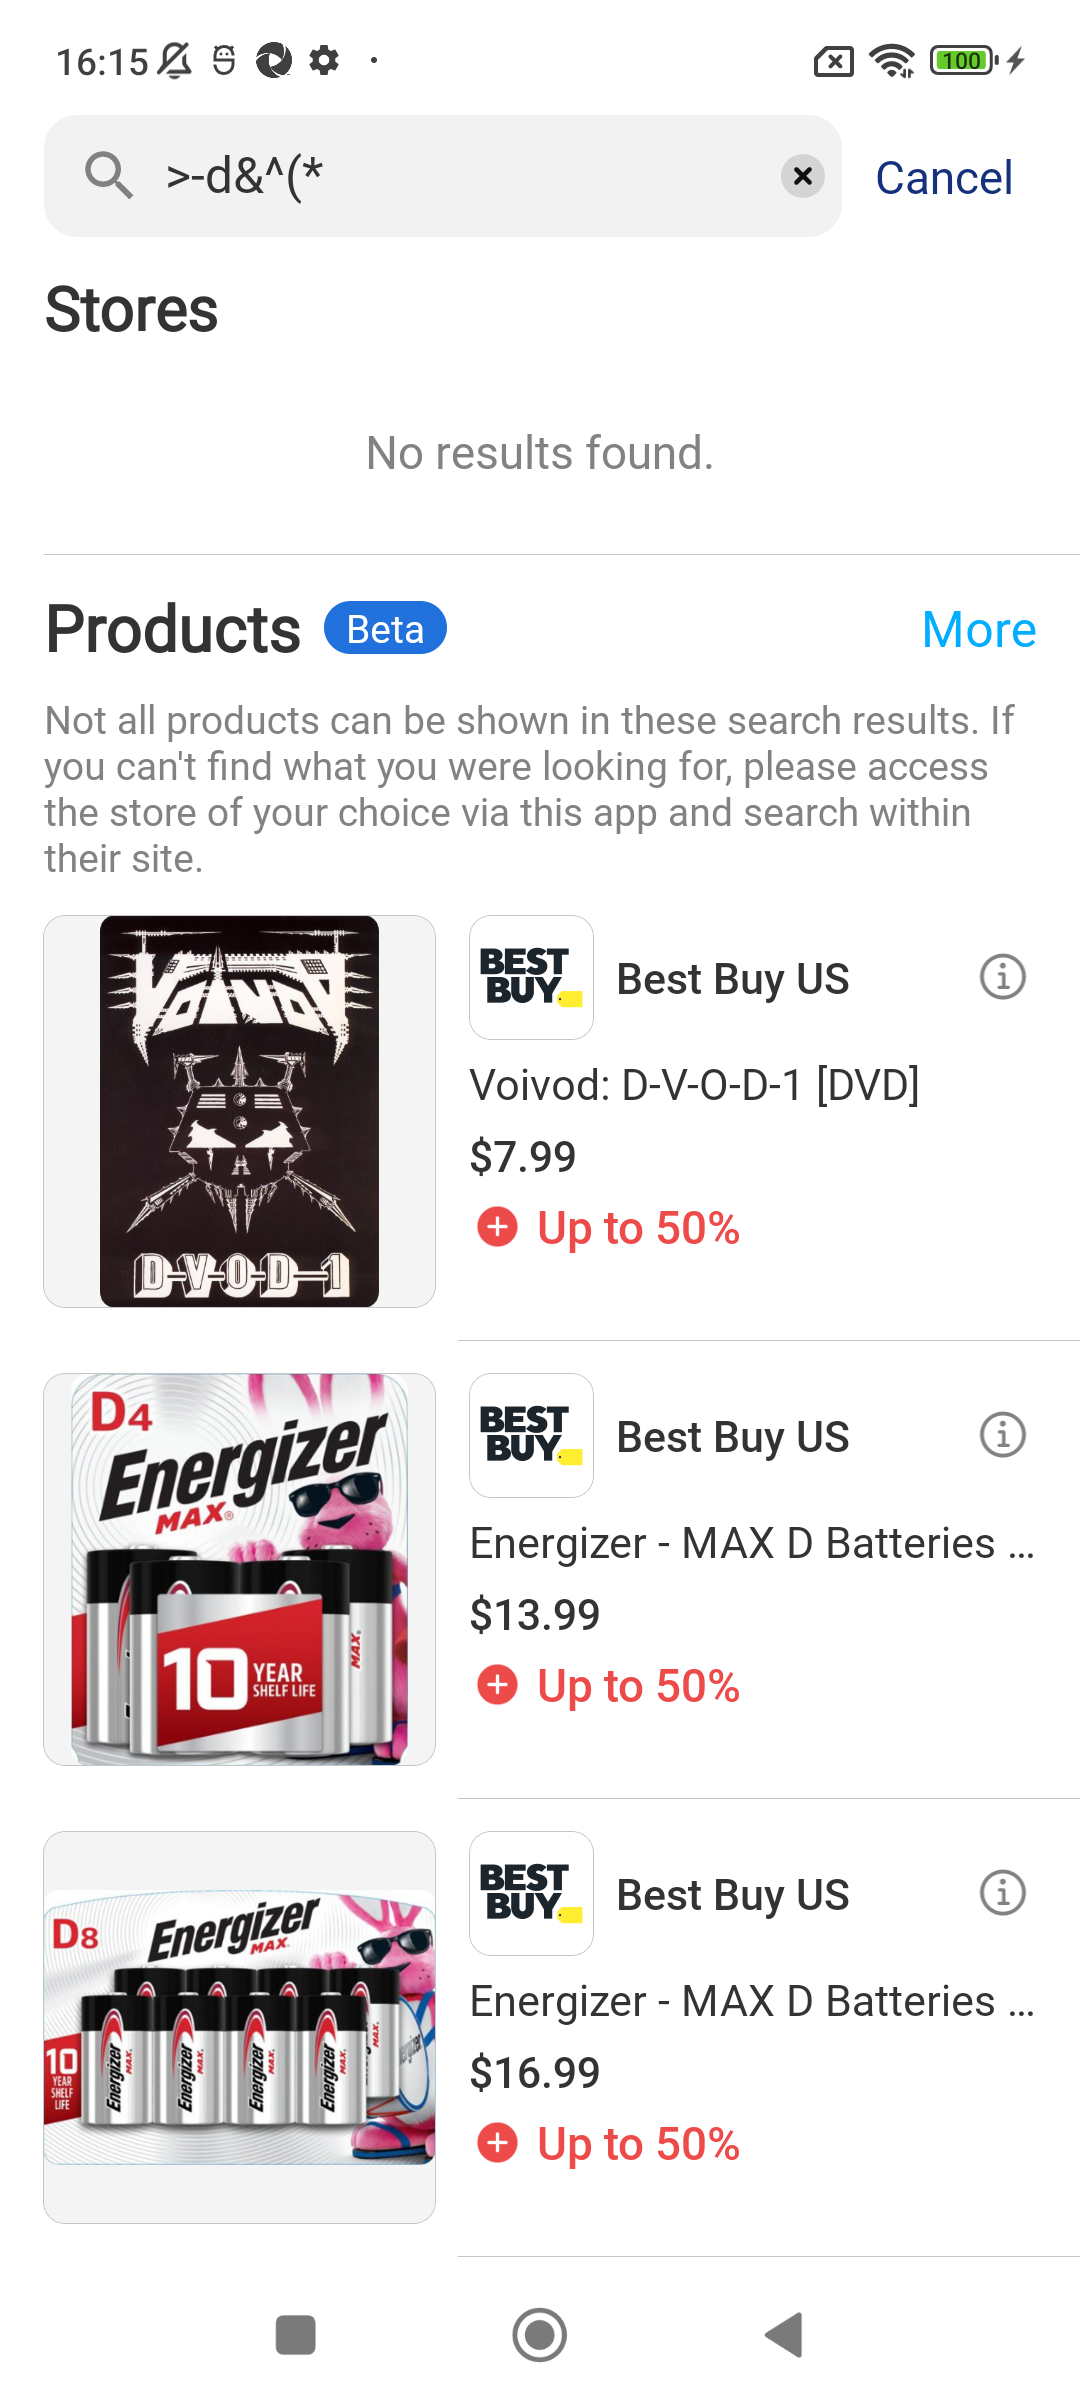 16:15
100
>-d&^(*
Cancel
Stores
No results found.
Products
Beta
More
Not all products can be shown in these search results. If
you can't find what you were looking for, please access
the store of your choice via this app and search within
their site.
VOIVOD
D-V-O-D-1
BEST
BUY
Best Buy US
Voivod: D-V-O-D-1 [DVD]
$7.99
Up to 50%
D4
Energizer
MAX®
10 YEAR
SHELF LIFE
MAX
BEST
BUY
Best Buy US
Energizer - MAX D Batteries ...
$13.99
Up to 50%
D8
Energizer
MAX
10
YEAR
SHELF
LIFE
Energizer MAX
Energizer MAX
Energizer MAX
Energizer MAX
MAX
BEST
BUY
Best Buy US
Energizer - MAX D Batteries ...
$16.99
Up to 50%